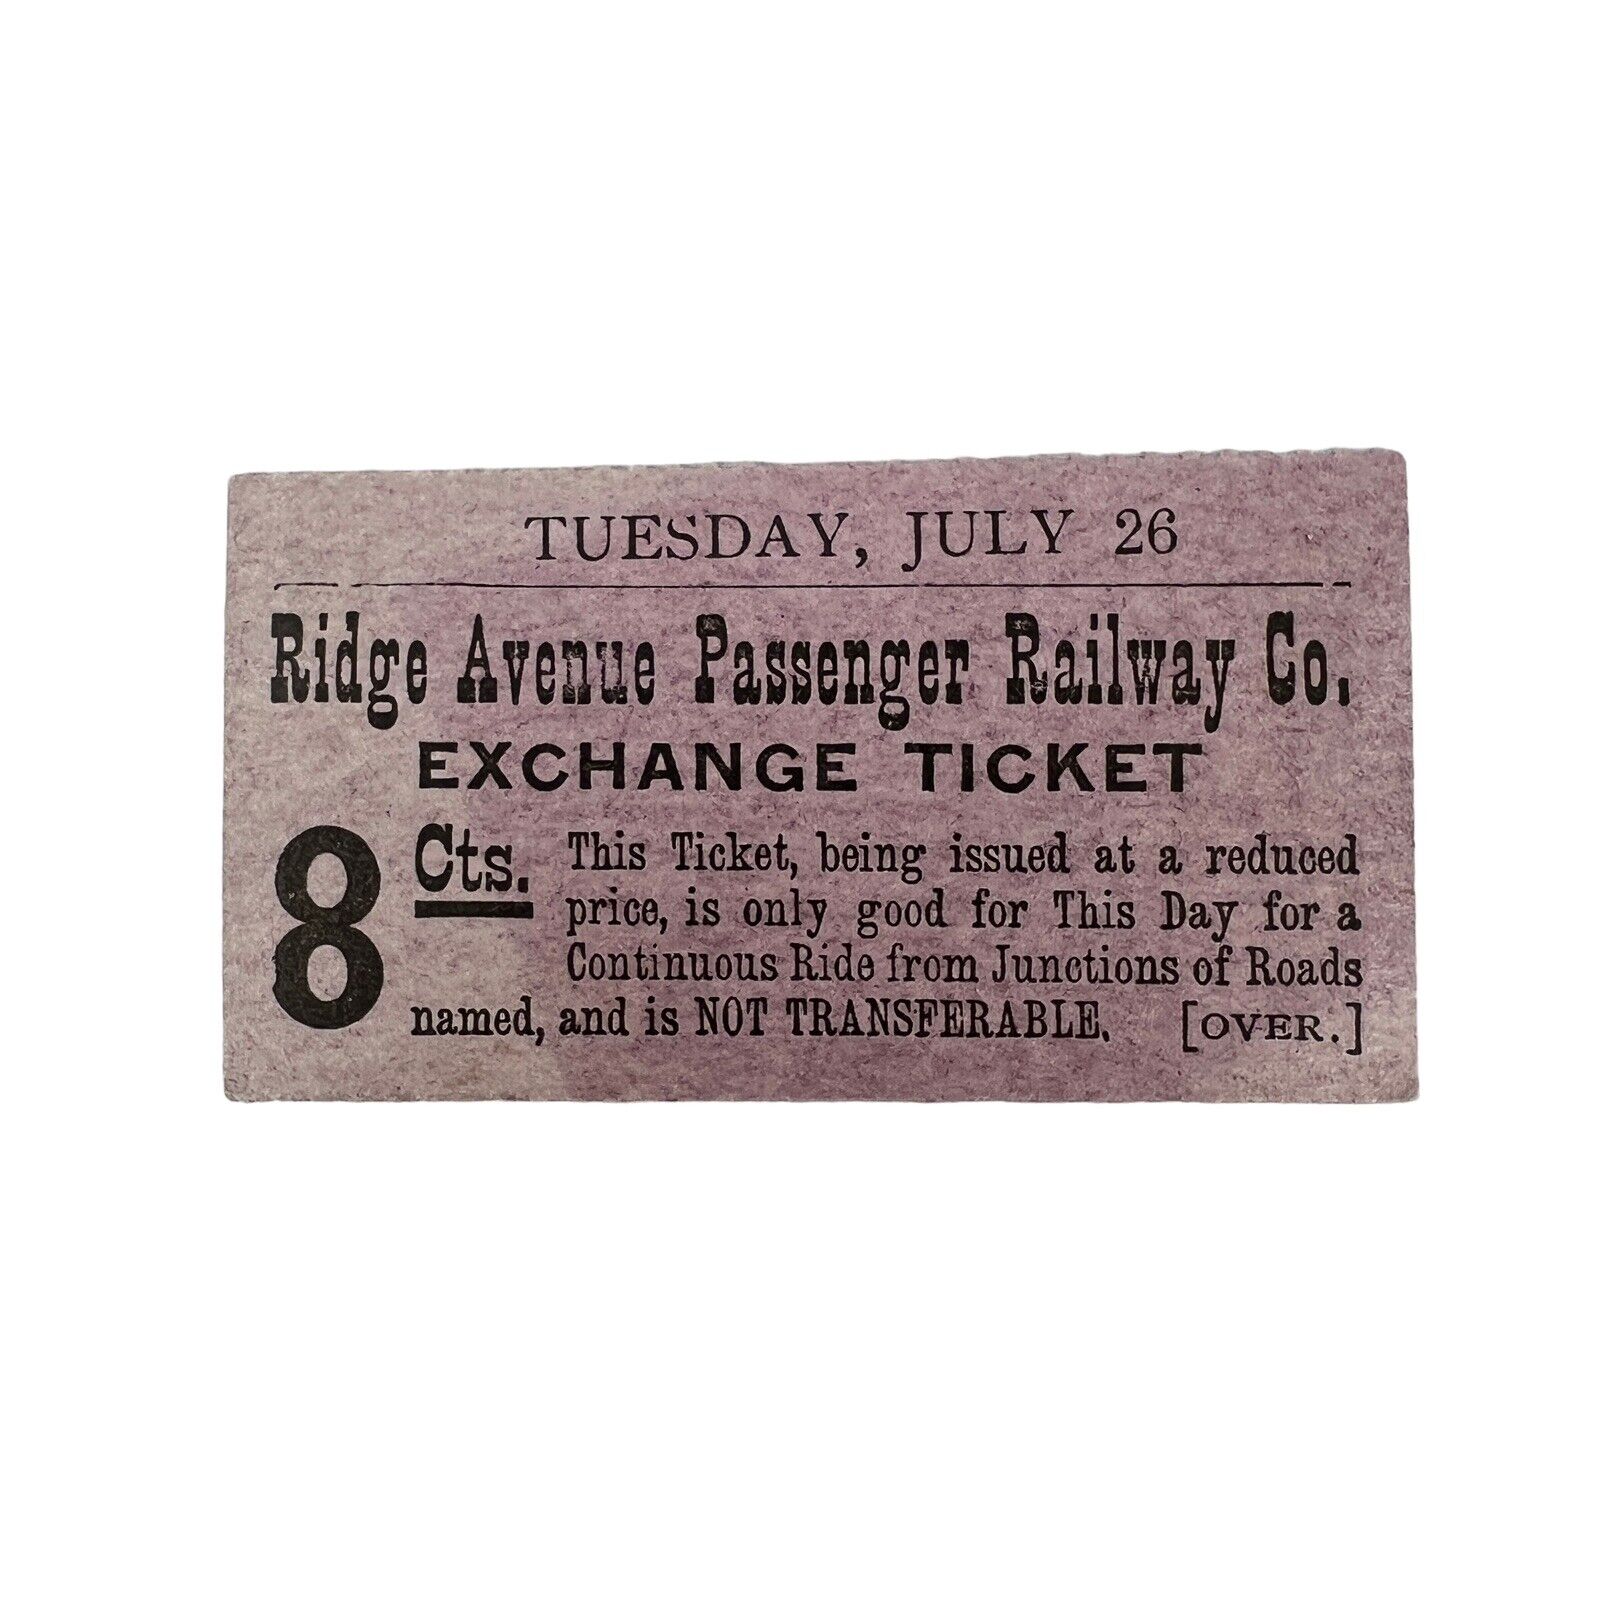 TUESDAY, JULY 26
Ridge Avenue Passenger Railway Co.
EXCHANGE TICKET
8 Cts. This Ticket, being issued at a reduced
price, is only good for This Day for a
Continuous Ride from Junctions of Roads
named, and is NOT TRANSFERABLE. [OVER.]